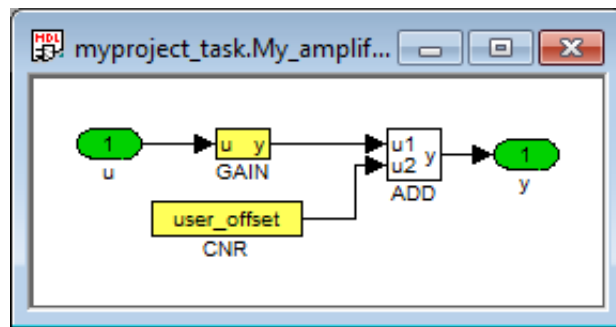 MDL
myproject_task.My_amplif...
1
u
u y
GAIN
user_offset
CNR
u1
u2
y
ADD
1
y